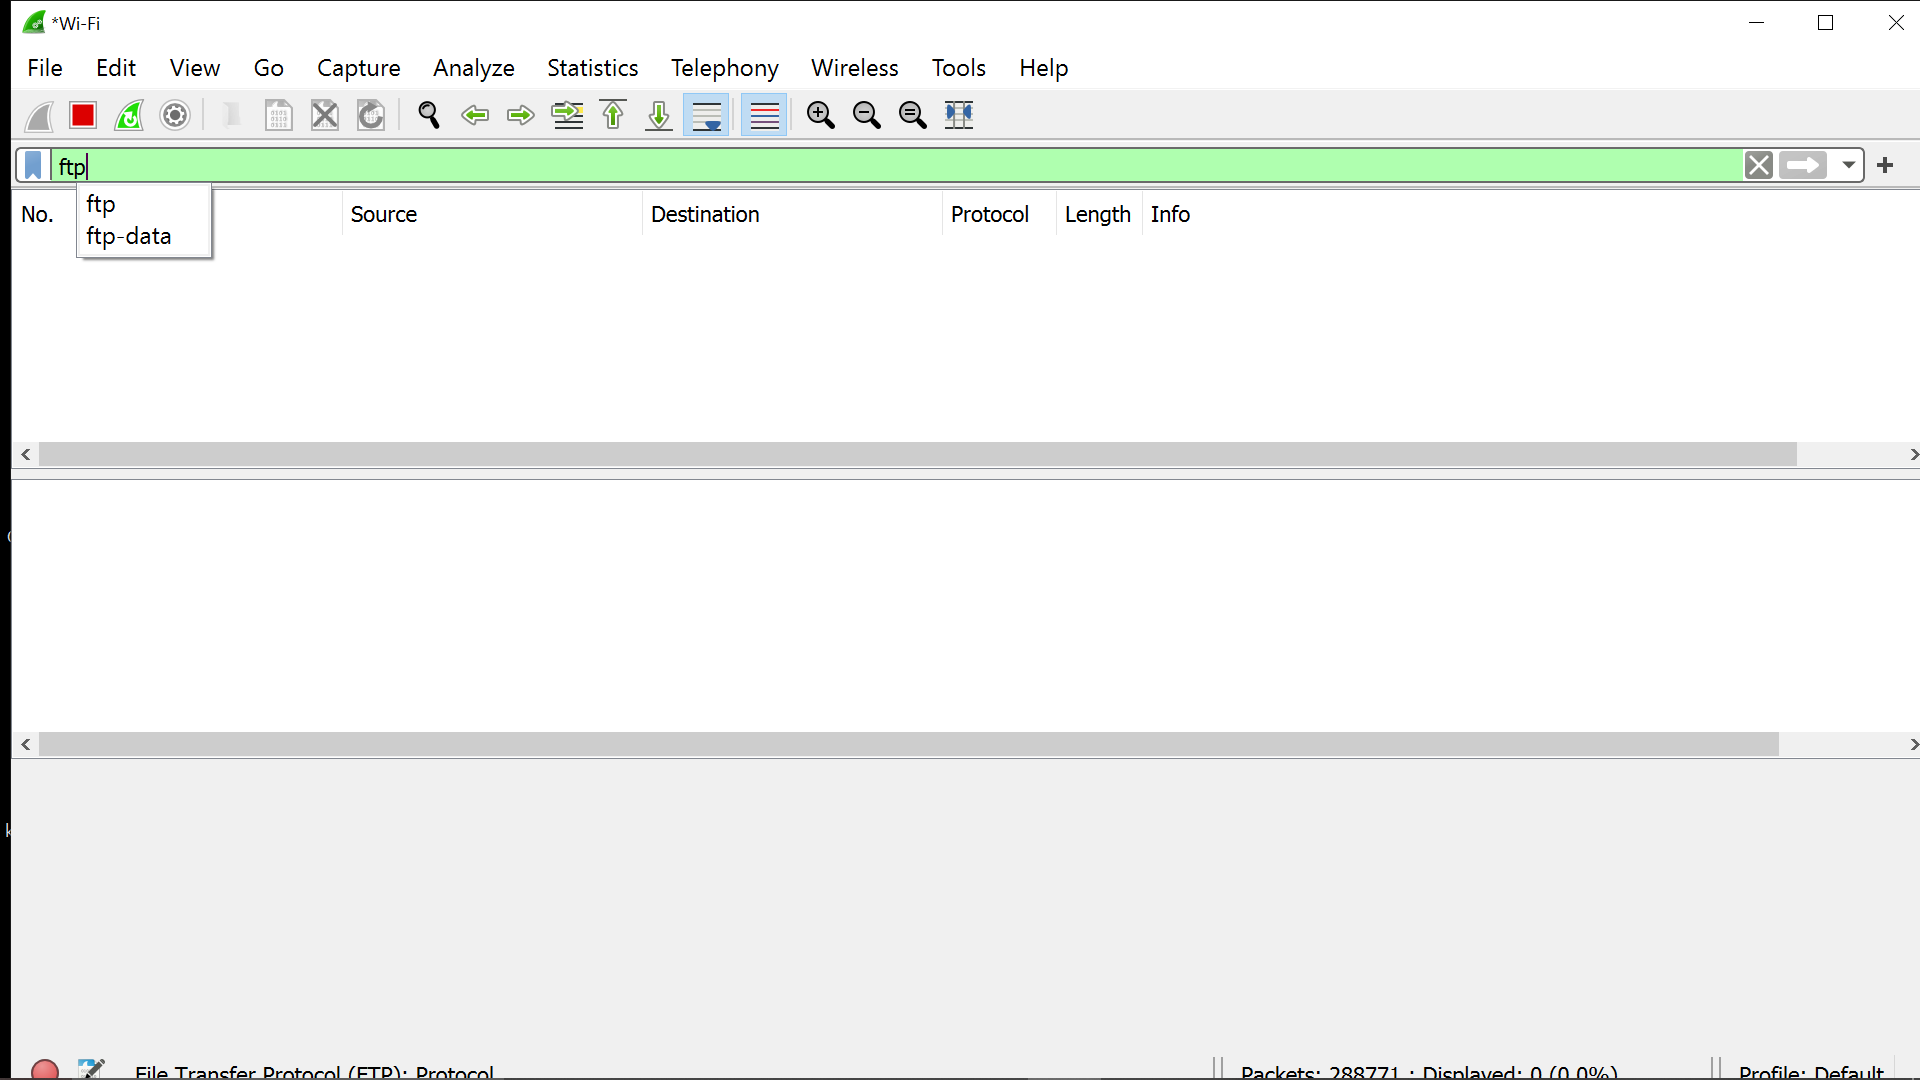 *Wi-Fi
File Edit View Go Capture Analyze Statistics Telephony Wireless Tools Help
ftp
ftp
ftp-data
No. Source Destination Protocol Length Info
File Transfer Protocol (FTP): Protocol Packets: 288771 · Displayed: 0 (0.0%) Profile: Default